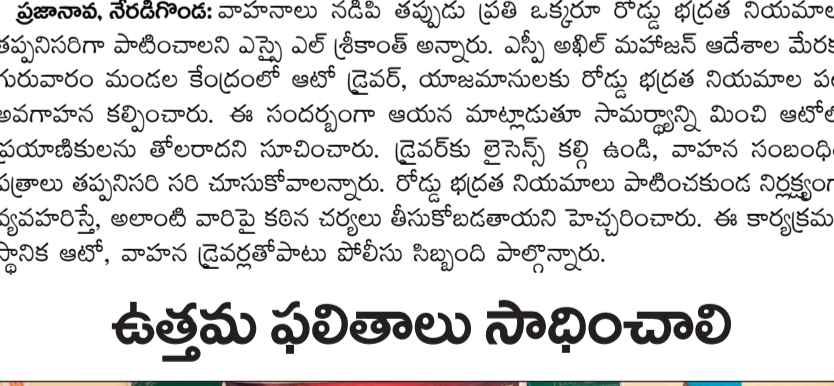 ప్రజానావ, నేరడిగొండ: వాహనాలు నడిపే తప్పుడు ప్రతి ఒక్కరూ రోడ్డు భద్రత నియమాల
తప్పనిసరిగా పాటించాలని ఎస్సై ఎల్ శ్రీకాంత్ అన్నారు. ఎస్పీ అఖిల్ మహాజన్ ఆదేశాల మేరక
గురువారం మండల కేంద్రంలో ఆటో డ్రైవర్, యాజమానులకు రోడ్డు భద్రత నియమాల పై
అవగాహన కల్పించారు. ఈ సందర్భంగా ఆయన మాట్లాడుతూ సామర్థ్యాన్ని మించి ఆటోల
ప్రయాణికులను తోలరాదని సూచించారు. డ్రైవర్‌కు లైసెన్స్ కల్గి ఉండి, వాహన సంబంధి
పత్రాలు తప్పనిసరి సరి చూసుకోవాలన్నారు. రోడ్డు భద్రత నియమాలు పాటించకుండ నిర్లక్ష్యంగ
వ్యవహరిస్తే, అలాంటి వారిపై కఠిన చర్యలు తీసుకోబడతాయని హెచ్చరించారు. ఈ కార్యక్రమ
స్థానిక ఆటో, వాహన డ్రైవర్లతోపాటు పోలీసు సిబ్బంది పాల్గొన్నారు.
ఉత్తమ ఫలితాలు సాధించాలి